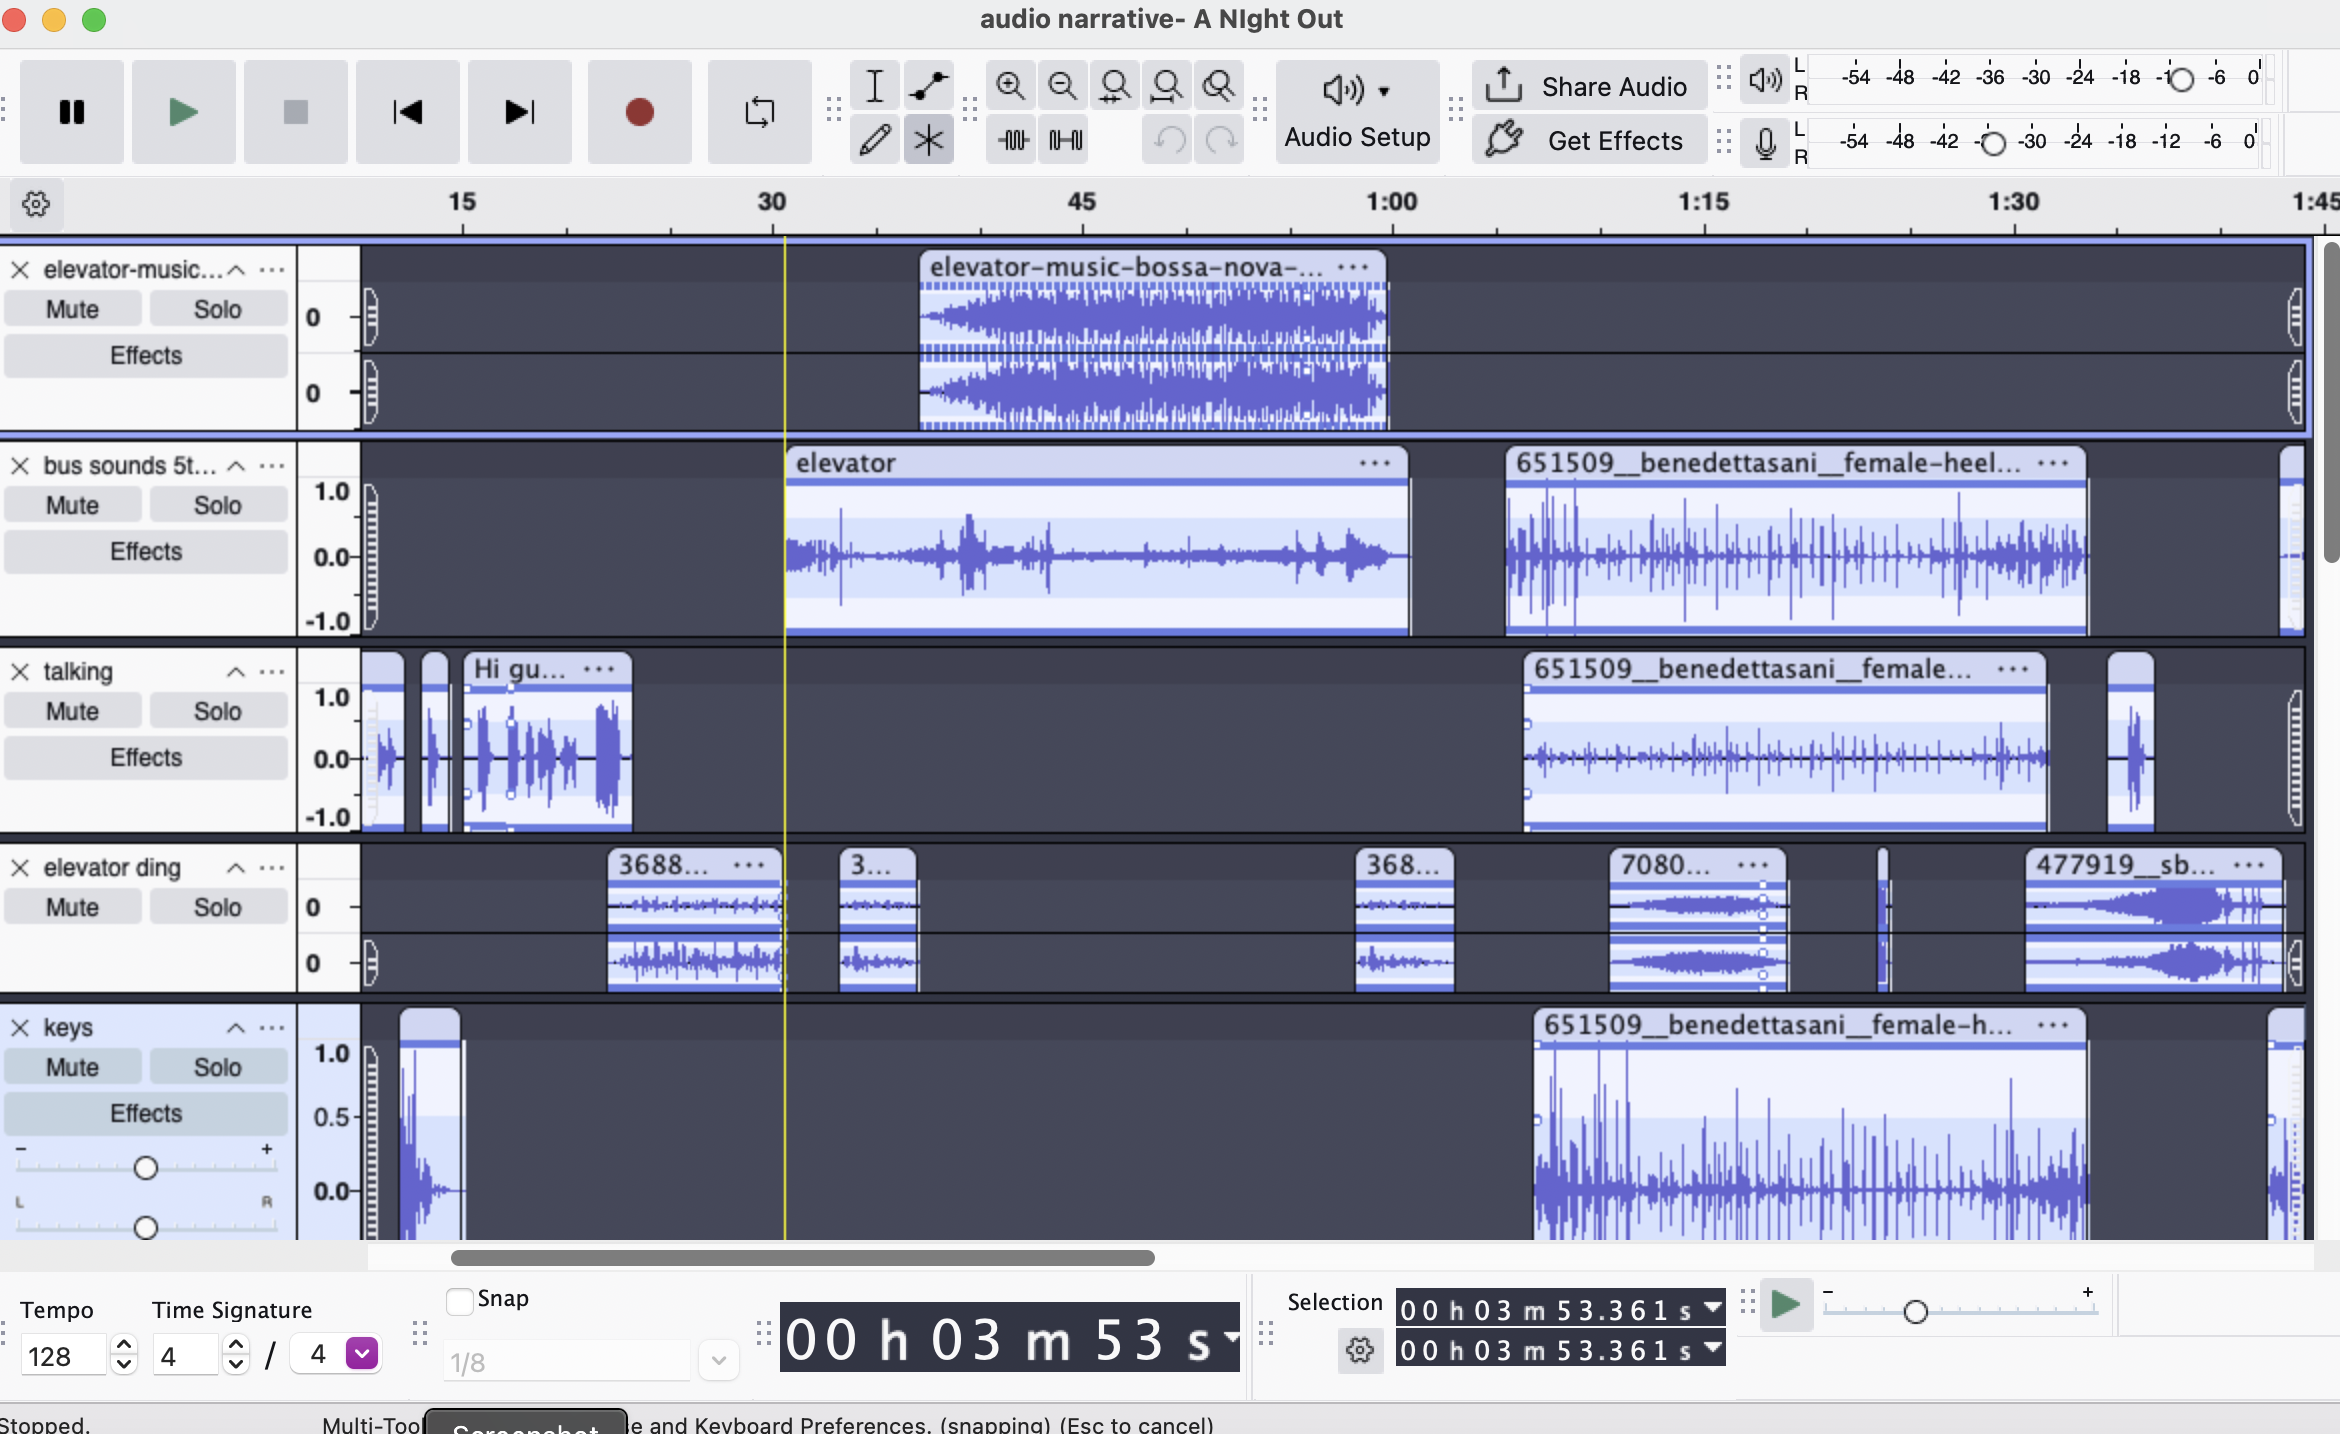 audio narrative- A NIght Out
Audio Setup
Share Audio
Get Effects
L
R
-54 -48 -42 -36 -30 -24 -18 -6 0
L
R
-54 -48 -42 -30 -24 -18 -12 -6 0
15 30 45 1:00 1:15 1:30 1:45
elevator-music...
Mute Solo
Effects
0
0
elevator-music-bossa-nova-...
bus sounds 5t...
Mute Solo
Effects
1.0
0.0
-1.0
elevator
651509__benedettasani__female-heel...
talking
Mute Solo
Effects
1.0
0.0
-1.0
Hi gu...
651509__benedettasani__female...
elevator ding
Mute Solo
0
0
3688...
3...
368...
7080...
477919__sb...
keys
Mute Solo
Effects
- +
L R
1.0
0.5
0.0
651509__benedettasani__female-h...
Tempo
128
Time Signature
4 / 4
Snap
1/8
00 h 03 m 53 s
Selection
00 h 03 m 53.361 s
00 h 03 m 53.361 s
- +
Stopped.
Multi-Tool
Screenshot
e and Keyboard Preferences. (snapping) (Esc to cancel)